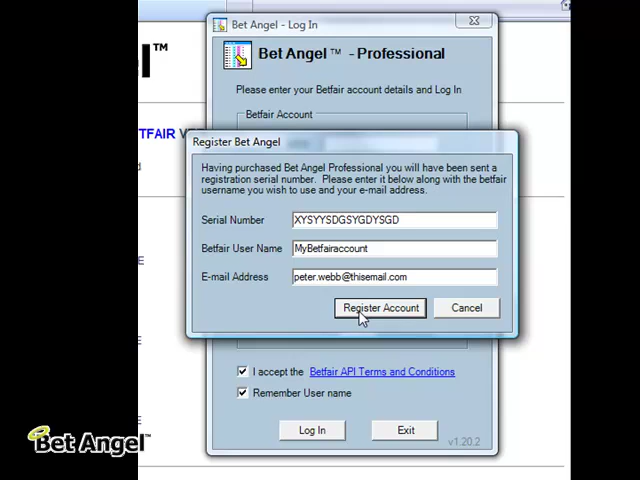 ™
Bet Angel - Log In
Bet Angel ™ - Professional
Please enter your Betfair account details and Log In
Betfair Account
TFAIR
Register Bet Angel
Having purchased Bet Angel Professional you will have been sent a
registration serial number. Please enter it below along with the betfair
username you wish to use and your e-mail address.
Serial Number XYSYYSDGSYGDYSGD
Betfair User Name MyBetfairaccount
E-mail Address peter.webb@thisemail.com
Register Account Cancel
I accept the Betfair API Terms and Conditions
Remember User name
Log In Exit
v1.20.2
Bet Angel™